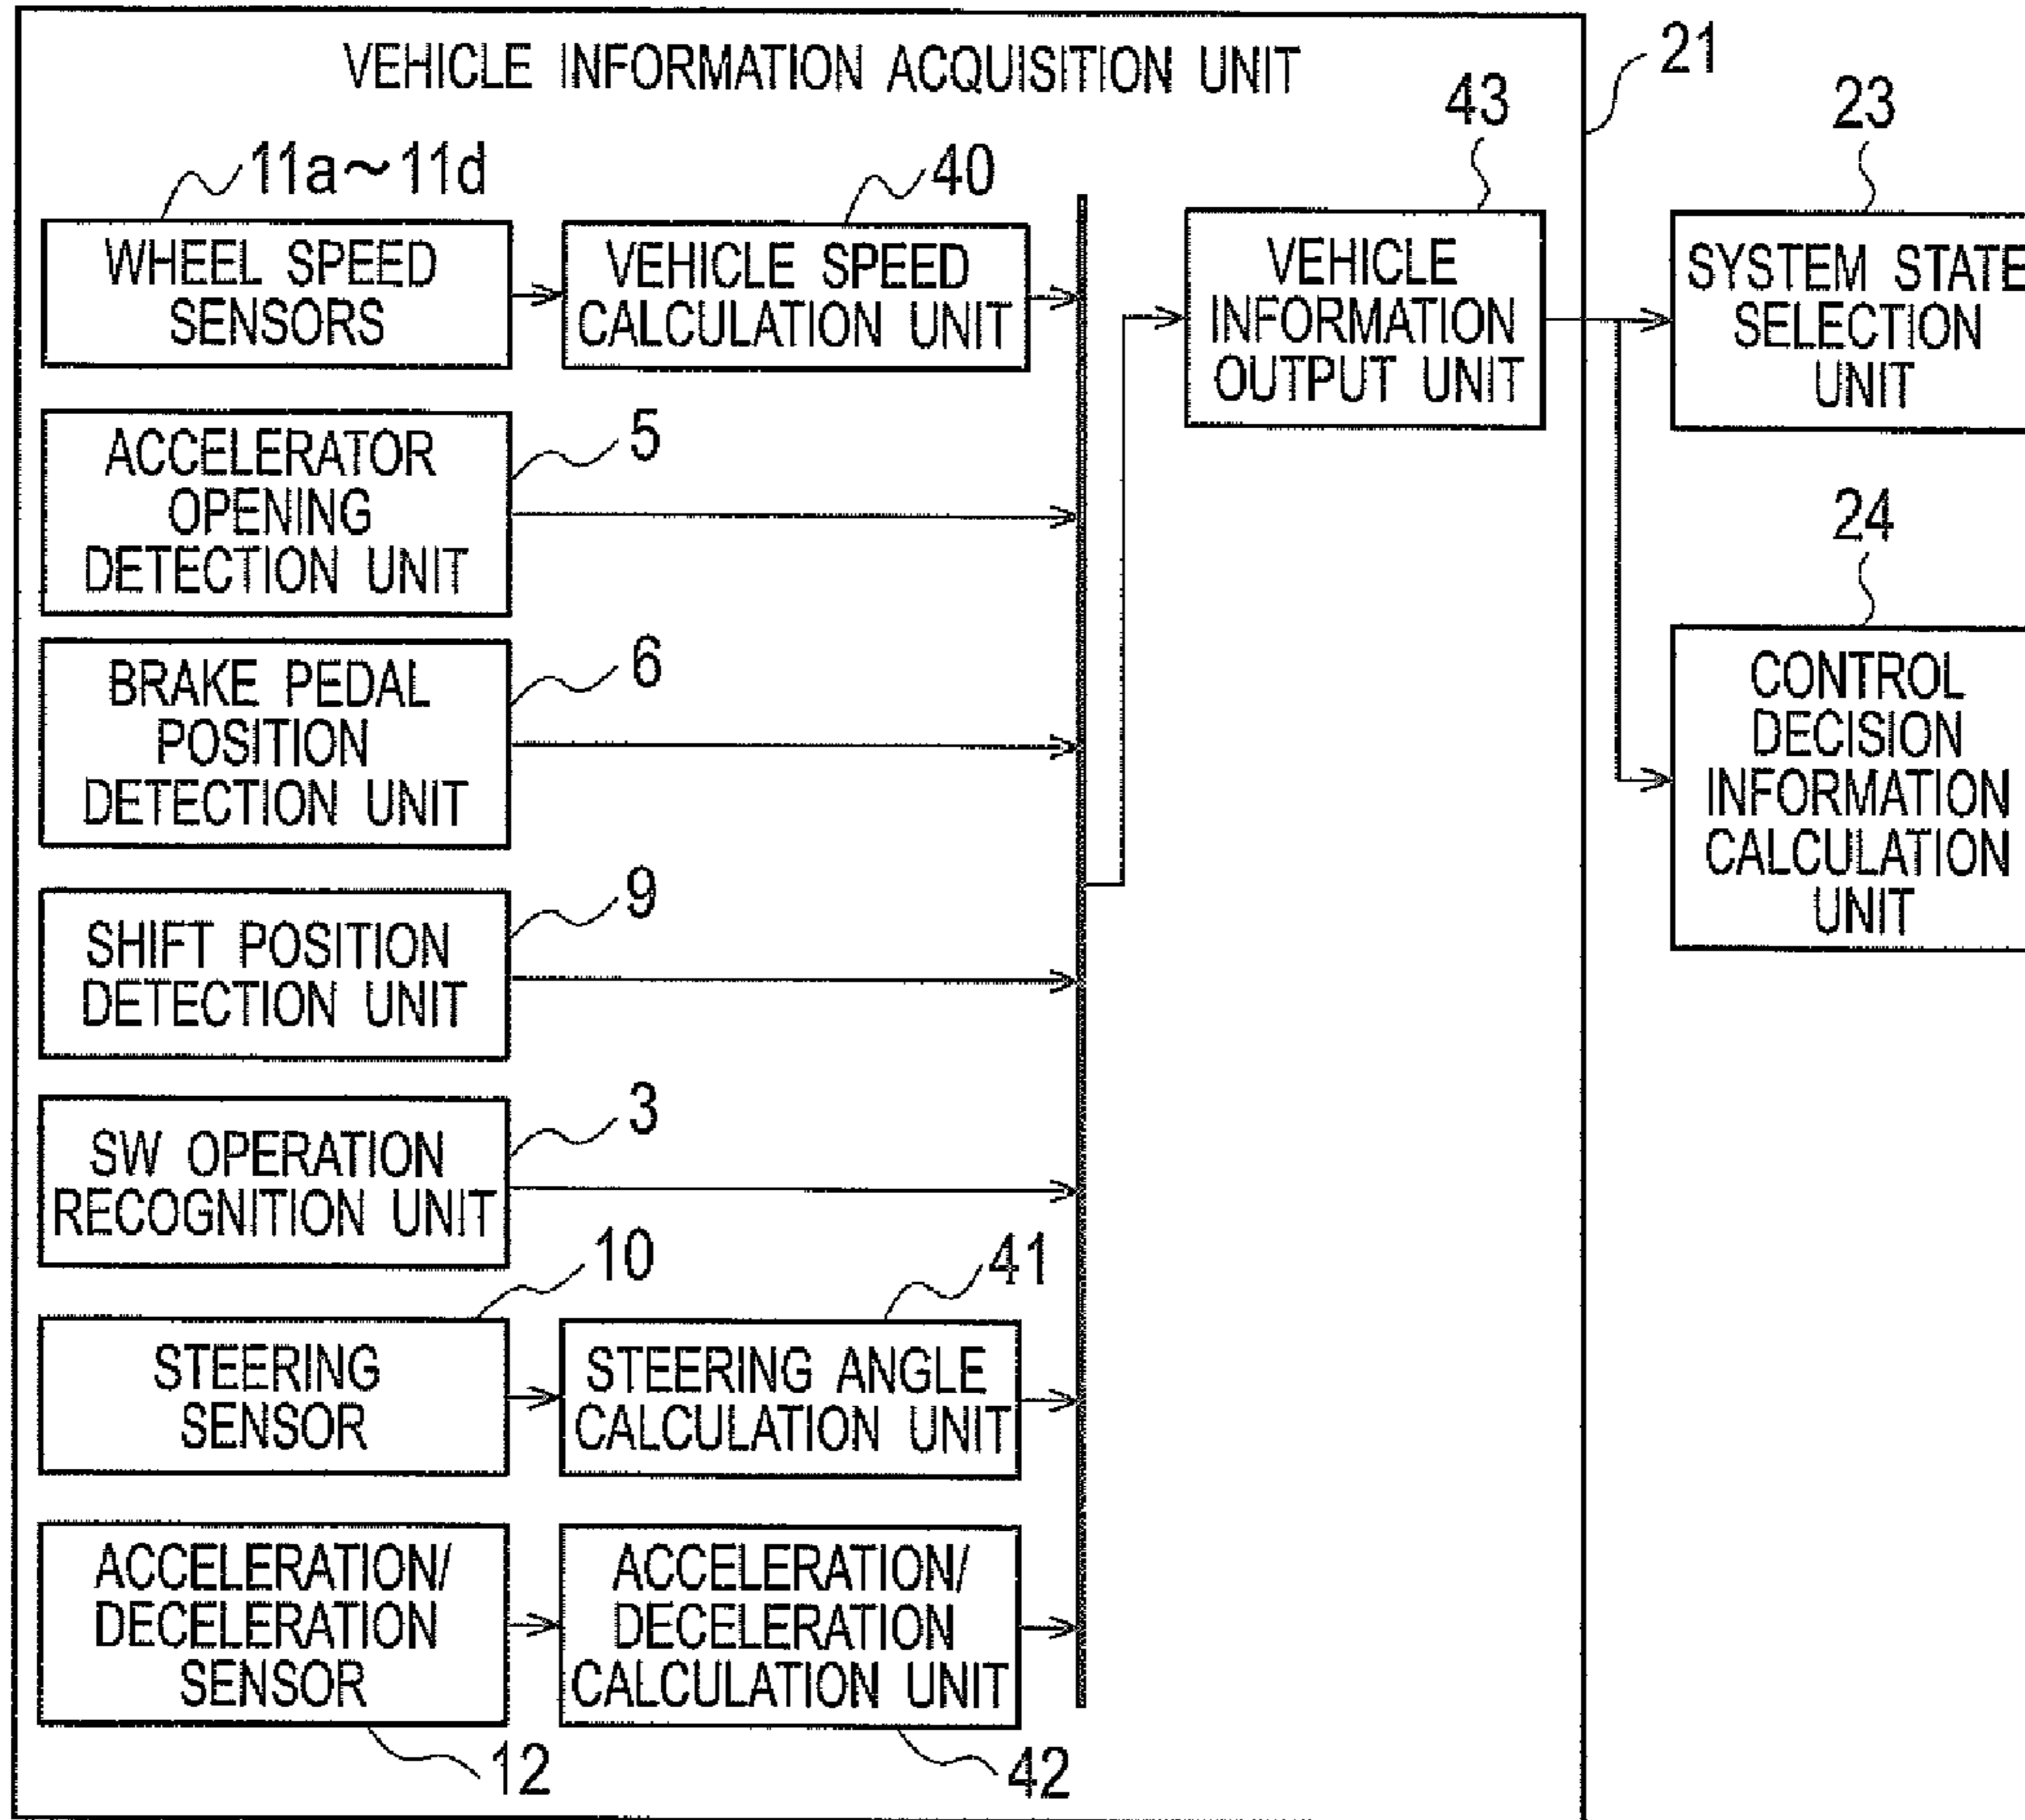 VEHICLE INFORMATION ACQUISITION UNIT
21
43
23
11a~11d
40
WHEEL SPEED
SENSORS
VEHICLE SPEED
CALCULATION UNIT
VEHICLE
INFORMATION
OUTPUT UNIT
SYSTEM STATE
SELECTION
UNIT
5
ACCELERATOR
OPENING
DETECTION UNIT
24
6
BRAKE PEDAL
POSITION
DETECTION UNIT
CONTROL
DECISION
INFORMATION
CALCULATION
UNIT
9
SHIFT POSITION
DETECTION UNIT
3
SW OPERATION
RECOGNITION UNIT
10
41
STEERING
SENSOR
STEERING ANGLE
CALCULATION UNIT
ACCELERATION/
DECELERATION
SENSOR
ACCELERATION/
DECELERATION
CALCULATION UNIT
12
42